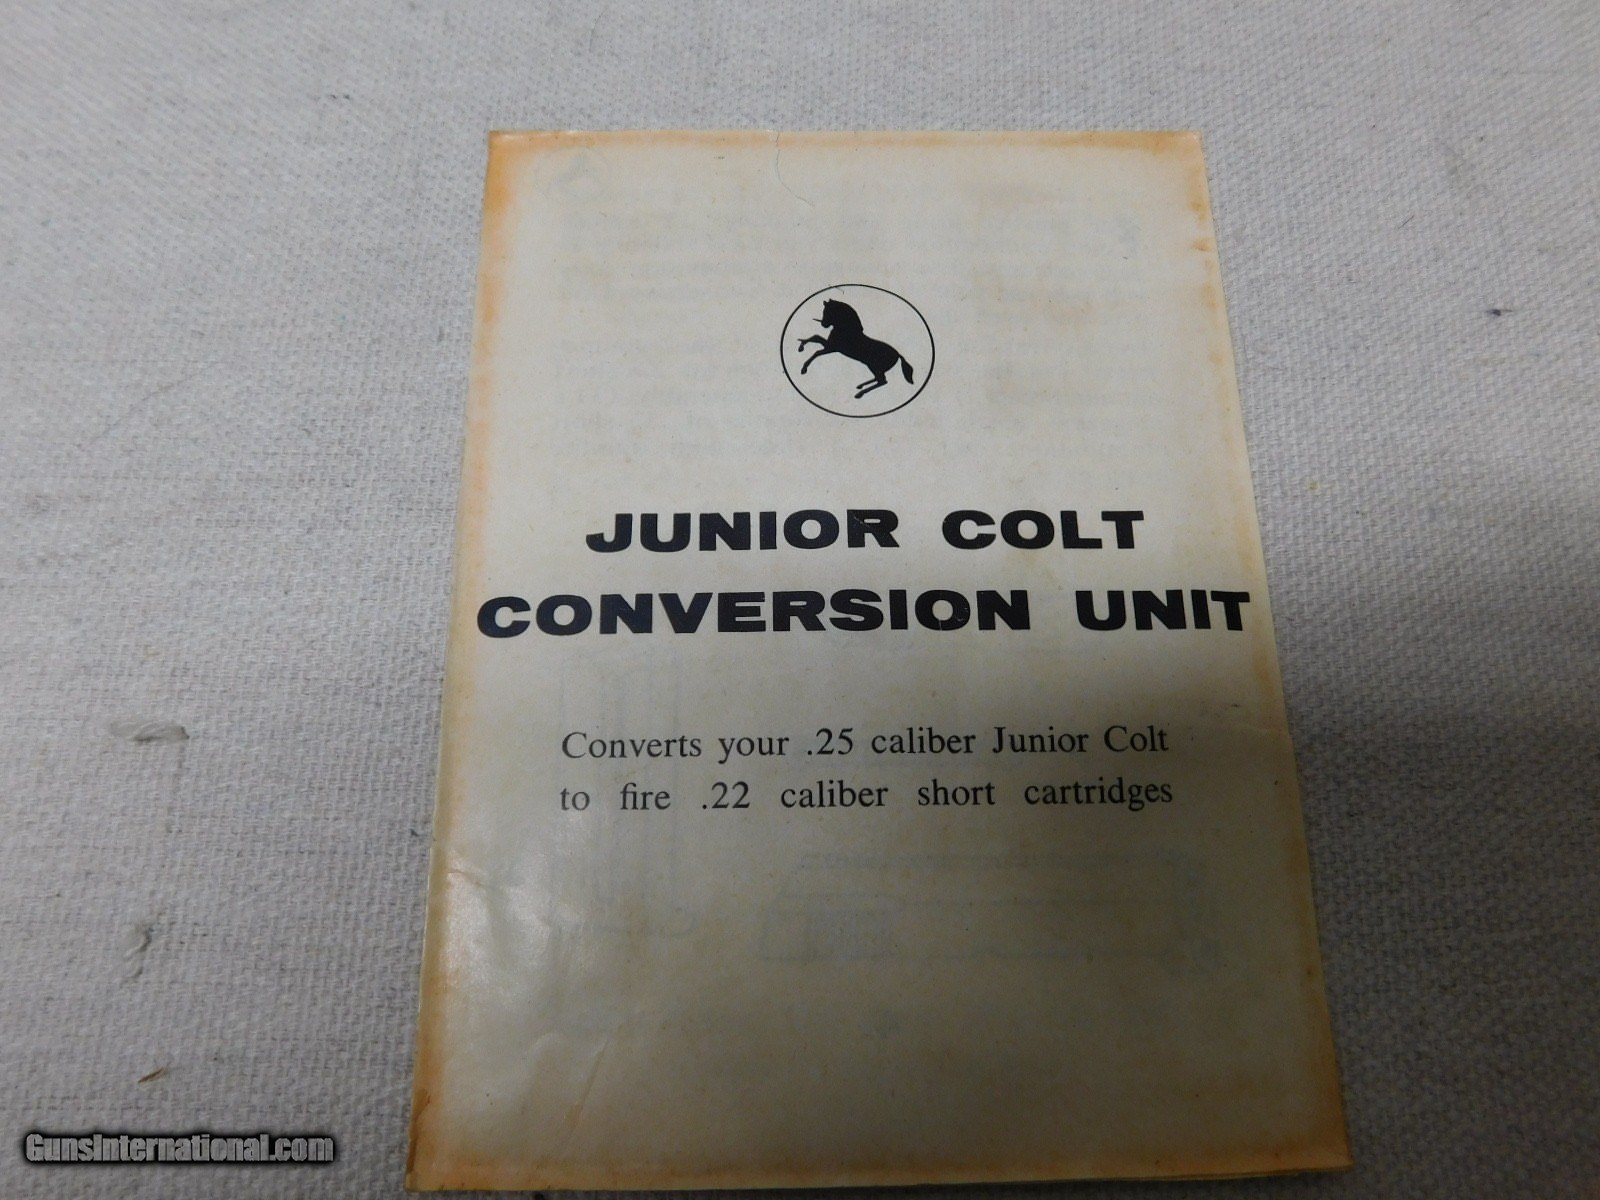 JUNIOR COLT
CONVERSION UNIT
Converts your .25 caliber Junior Colt
to fire .22 caliber short cartridges
GunsInternational.com